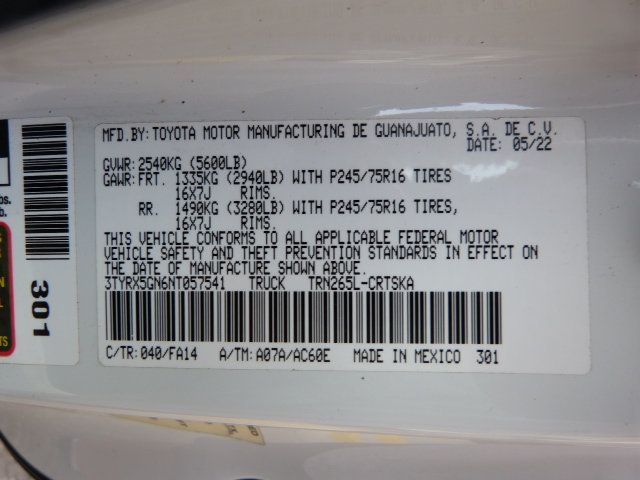 MFD.BY: TOYOTA MOTOR MANUFACTURING DE GUANAJUATO, S.A. DE C.V.
DATE: 05/22
GVWR: 2540KG (5600LB)
GAWR: FRT. 1335KG (2940LB) WITH P245/75R16 TIRES
16X7J RIMS.
RR. 1490KG (3280LB) WITH P245/75R16 TIRES,
16X7J RIMS.
THIS VEHICLE CONFORMS TO ALL APPLICABLE FEDERAL MOTOR
VEHICLE SAFETY AND THEFT PREVENTION STANDARDS IN EFFECT ON
THE DATE OF MANUFACTURE SHOWN ABOVE.
3TYRX5GN6NT057541 TRUCK TRN265L-CRTSKA
C/TR: 040/FA14 A/TM: A07A/AC60E MADE IN MEXICO 301
301